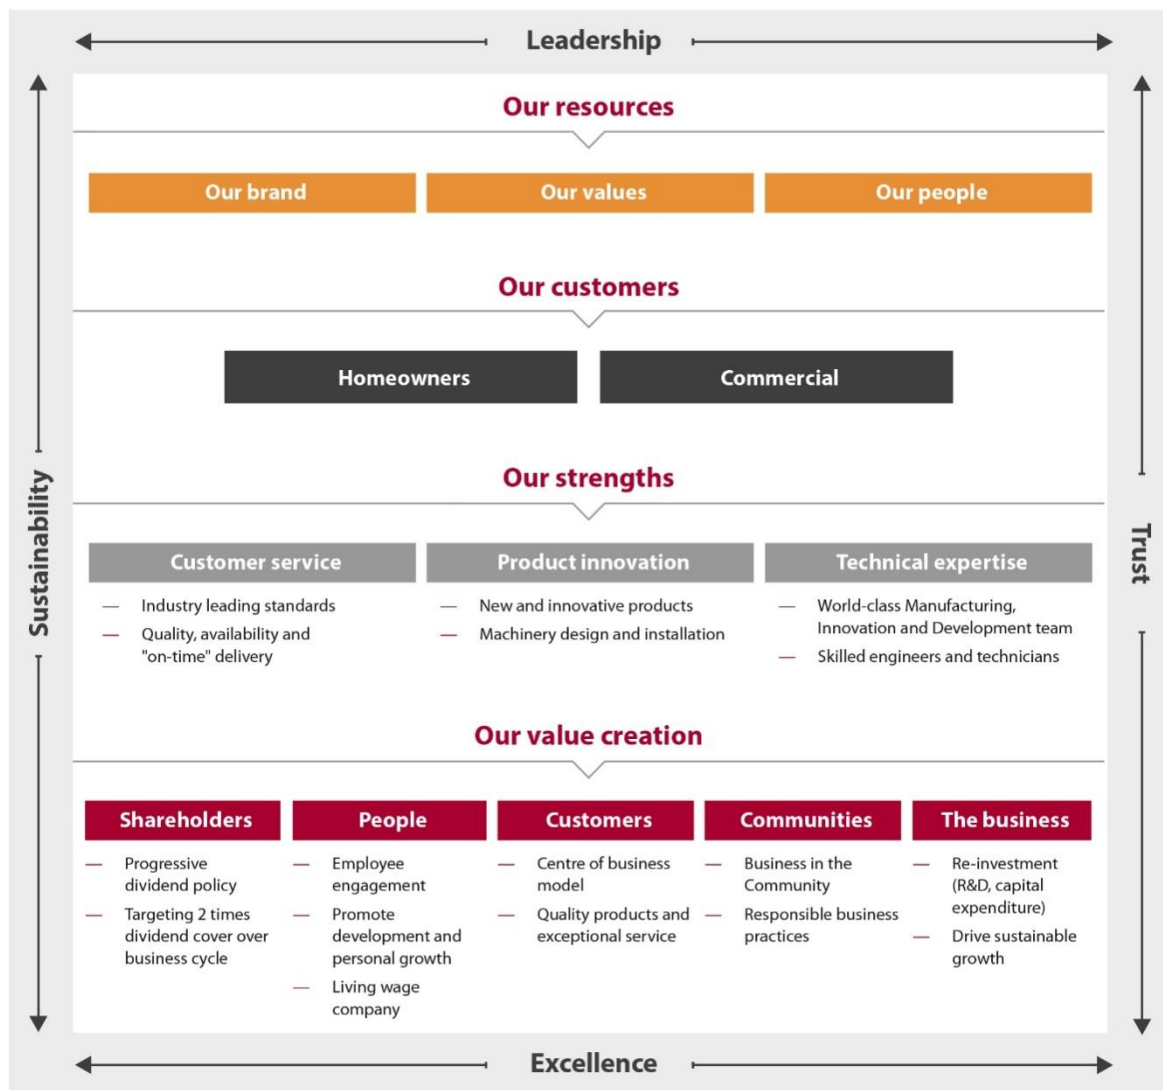 Leadership
Sustainability
Trust
Our resources
Our brand
Our values
Our people
Our customers
Homeowners
Commercial
Our strengths
Customer service
— Industry leading standards
— Quality, availability and
"on-time" delivery
Product innovation
— New and innovative products
— Machinery design and installation
Technical expertise
— World-class Manufacturing,
Innovation and Development team
— Skilled engineers and technicians
Our value creation
Shareholders
— Progressive
dividend policy
— Targeting 2 times
dividend cover over
business cycle
People
— Employee
engagement
— Promote
development and
personal growth
— Living wage
company
Customers
— Centre of business
model
— Quality products and
exceptional service
Communities
— Business in the
Community
— Responsible business
practices
The business
— Re-investment
(R&D, capital
expenditure)
— Drive sustainable
growth
Excellence